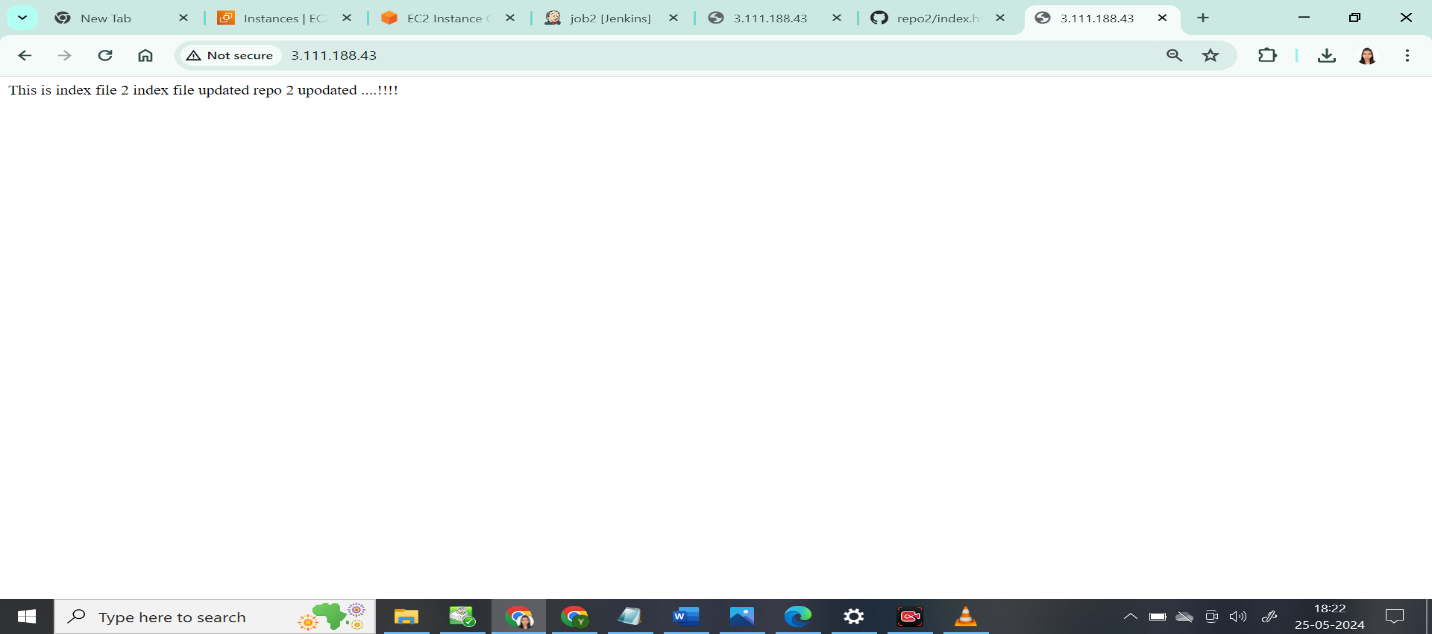 New Tab
Instances | EC
EC2 Instance
job2 [Jenkins]
3.111.188.43
repo2/index.h
3.111.188.43
Not secure
3.111.188.43
This is index file 2 index file updated repo 2 upodated ....!!!!
Type here to search
Y
W
18:22
25-05-2024